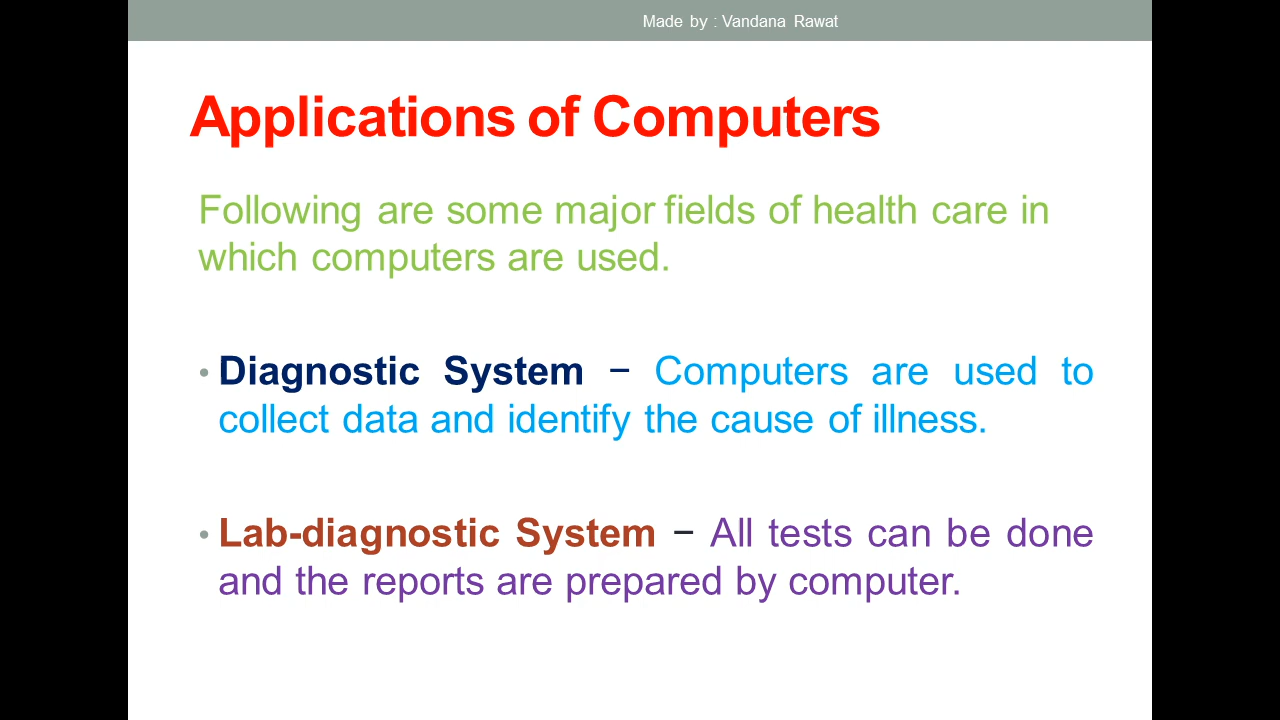 Made by : Vandana Rawat
Applications of Computers
Following are some major fields of health care in
which computers are used.
• Diagnostic System − Computers are used to
collect data and identify the cause of illness.
• Lab-diagnostic System − All tests can be done
and the reports are prepared by computer.